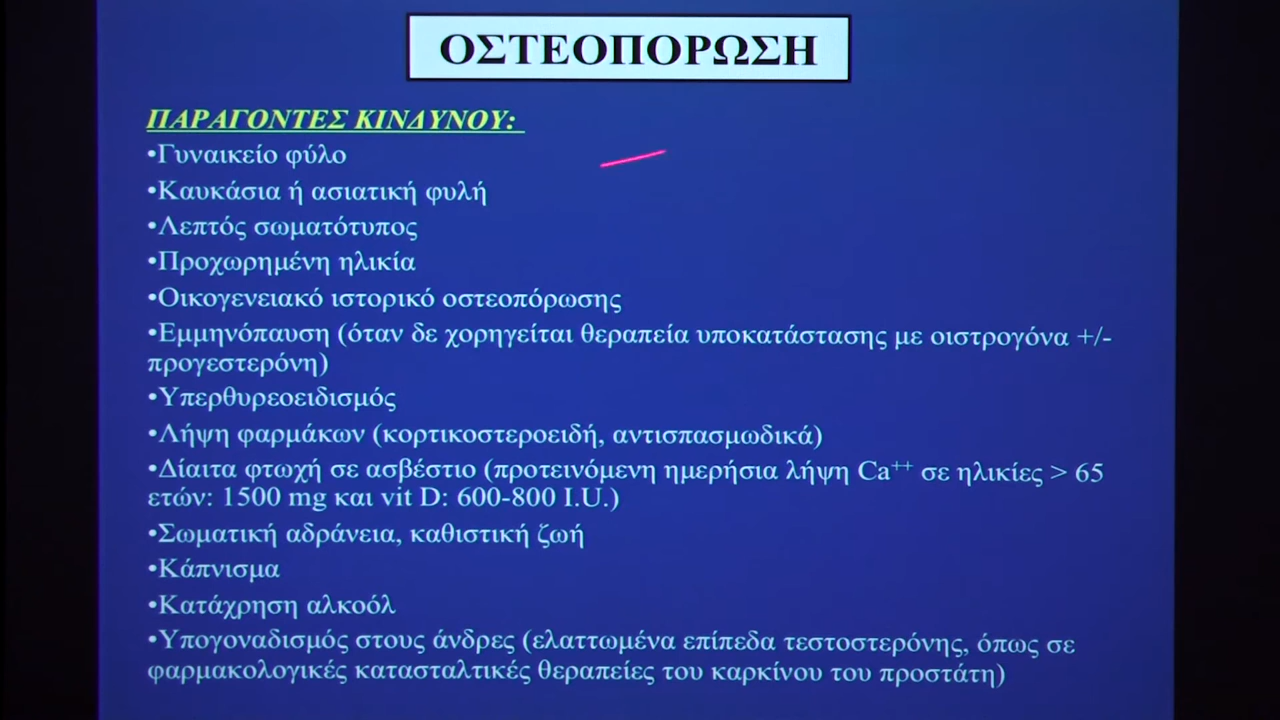 ΟΣΤΕΟΠΟΡΩΣΗ
ΠΑΡΑΓΟΝΤΕΣ ΚΙΝΔΥΝΟΥ:
•Γυναικείο φύλο
•Καυκάσια ή ασιατική φυλή
•Λεπτός σωματότυπος
•Προχωρημένη ηλικία
•Οικογενειακό ιστορικό οστεοπόρωσης
•Εμμηνόπαυση (όταν δε χορηγείται θεραπεία υποκατάστασης με οιστρογόνα +/-
προγεστερόνη)
•Υπερθυρεοειδισμός
•Λήψη φαρμάκων (κορτικοστεροειδή, αντισπασμωδικά)
•Δίαιτα φτωχή σε ασβέστιο (προτεινόμενη ημερήσια λήψη Ca⁺⁺ σε ηλικίες > 65
ετών: 1500 mg και vit D: 600-800 I.U.)
•Σωματική αδράνεια, καθιστική ζωή
•Κάπνισμα
•Κατάχρηση αλκοόλ
•Υπογοναδισμός στους άνδρες (ελαττωμένα επίπεδα τεστοστερόνης, όπως σε
φαρμακολογικές κατασταλτικές θεραπείες του καρκίνου του προστάτη)